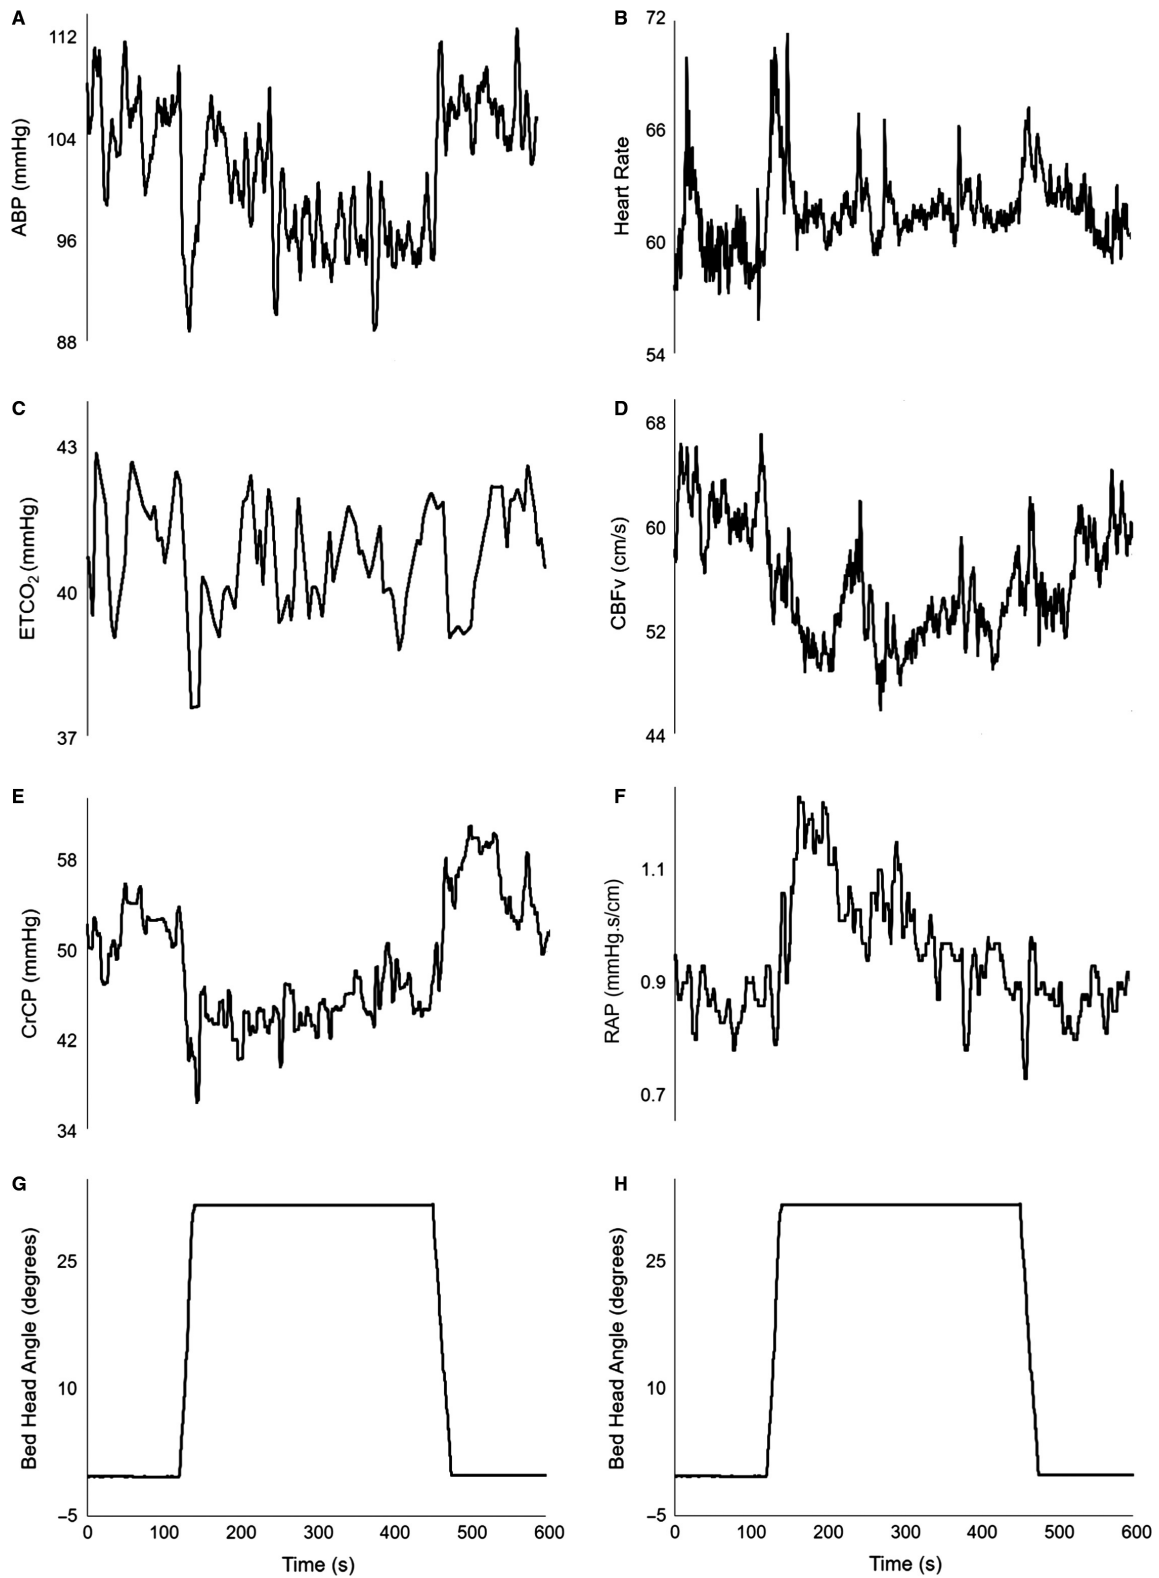 A
112
104
96
88
ABP (mmHg)
B
72
66
60
54
Heart Rate
C
43
40
37
ETCO₂ (mmHg)
D
68
60
52
44
CBFv (cm/s)
E
58
50
42
34
CrCP (mmHg)
F
1.1
0.9
0.7
RAP (mmHg.s/cm)
G
25
10
–5
Bed Head Angle (degrees)
0 100 200 300 400 500 600
Time (s)
H
25
10
–5
Bed Head Angle (degrees)
0 100 200 300 400 500 600
Time (s)